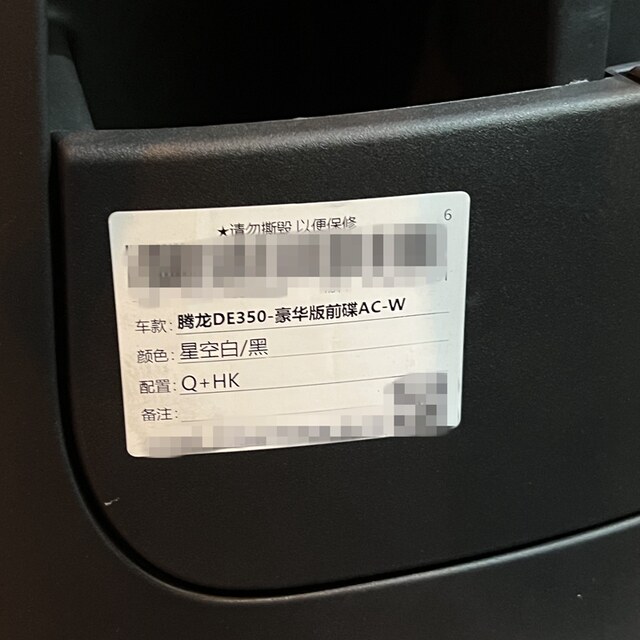 ★请勿撕毁 以便保修
6
车款: 腾龙DE350-豪华版前碟AC-W
颜色: 星空白/黑
配置: Q+HK
备注: